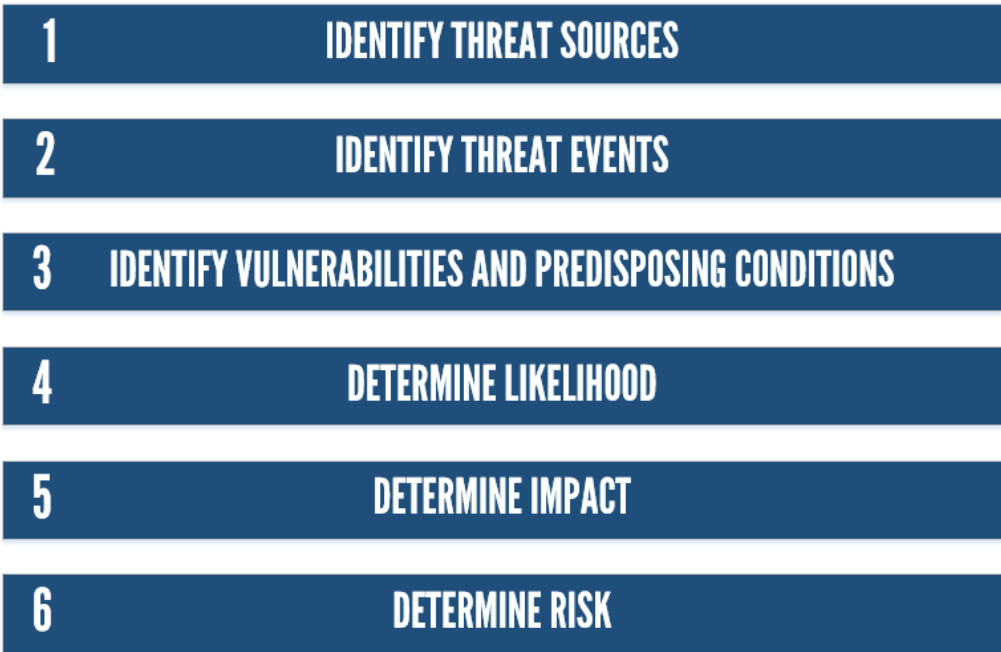 1 IDENTIFY THREAT SOURCES
2 IDENTIFY THREAT EVENTS
3 IDENTIFY VULNERABILITIES AND PREDISPOSING CONDITIONS
4 DETERMINE LIKELIHOOD
5 DETERMINE IMPACT
6 DETERMINE RISK